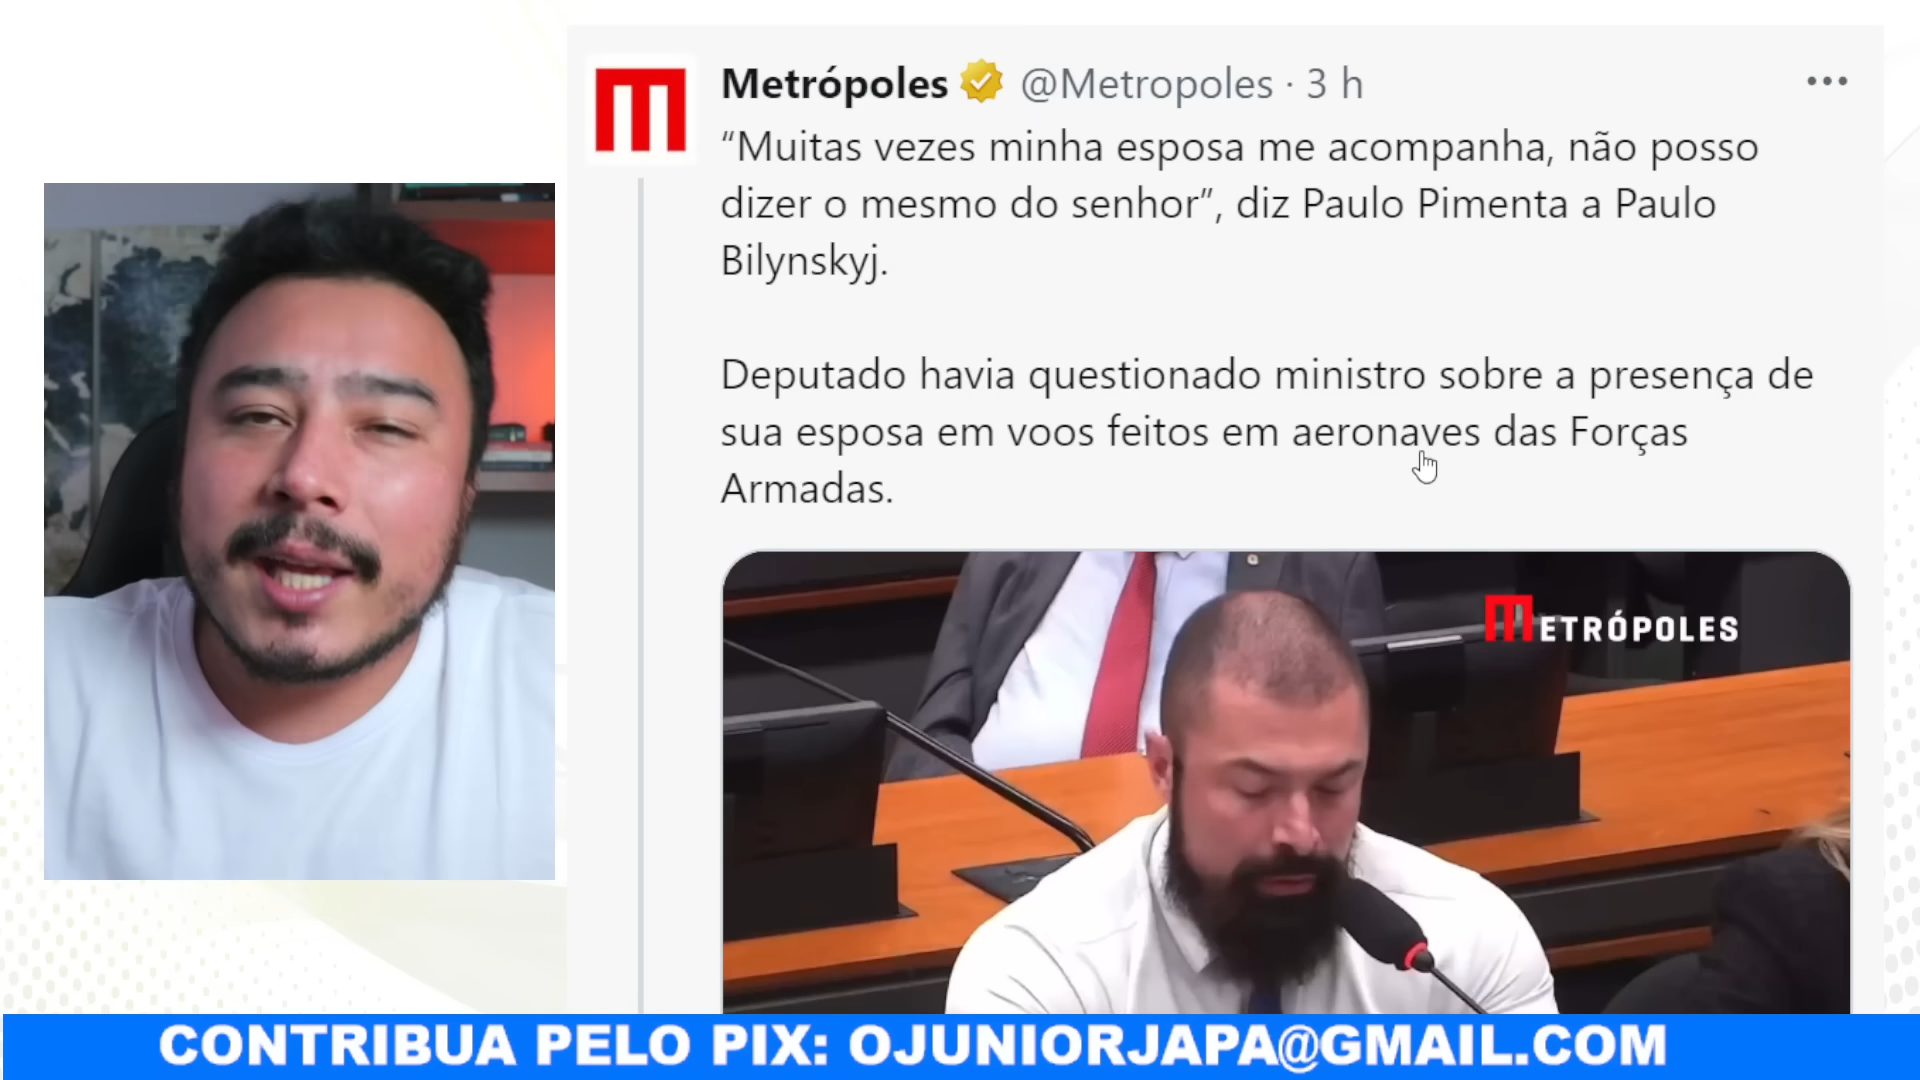 Metrópoles @Metropoles · 3 h
“Muitas vezes minha esposa me acompanha, não posso
dizer o mesmo do senhor”, diz Paulo Pimenta a Paulo
Bilynskyj.
Deputado havia questionado ministro sobre a presença de
sua esposa em voos feitos em aeronaves das Forças
Armadas.
METRÓPOLES
CONTRIBUA PELO PIX: OJUNIORJAPA@GMAIL.COM